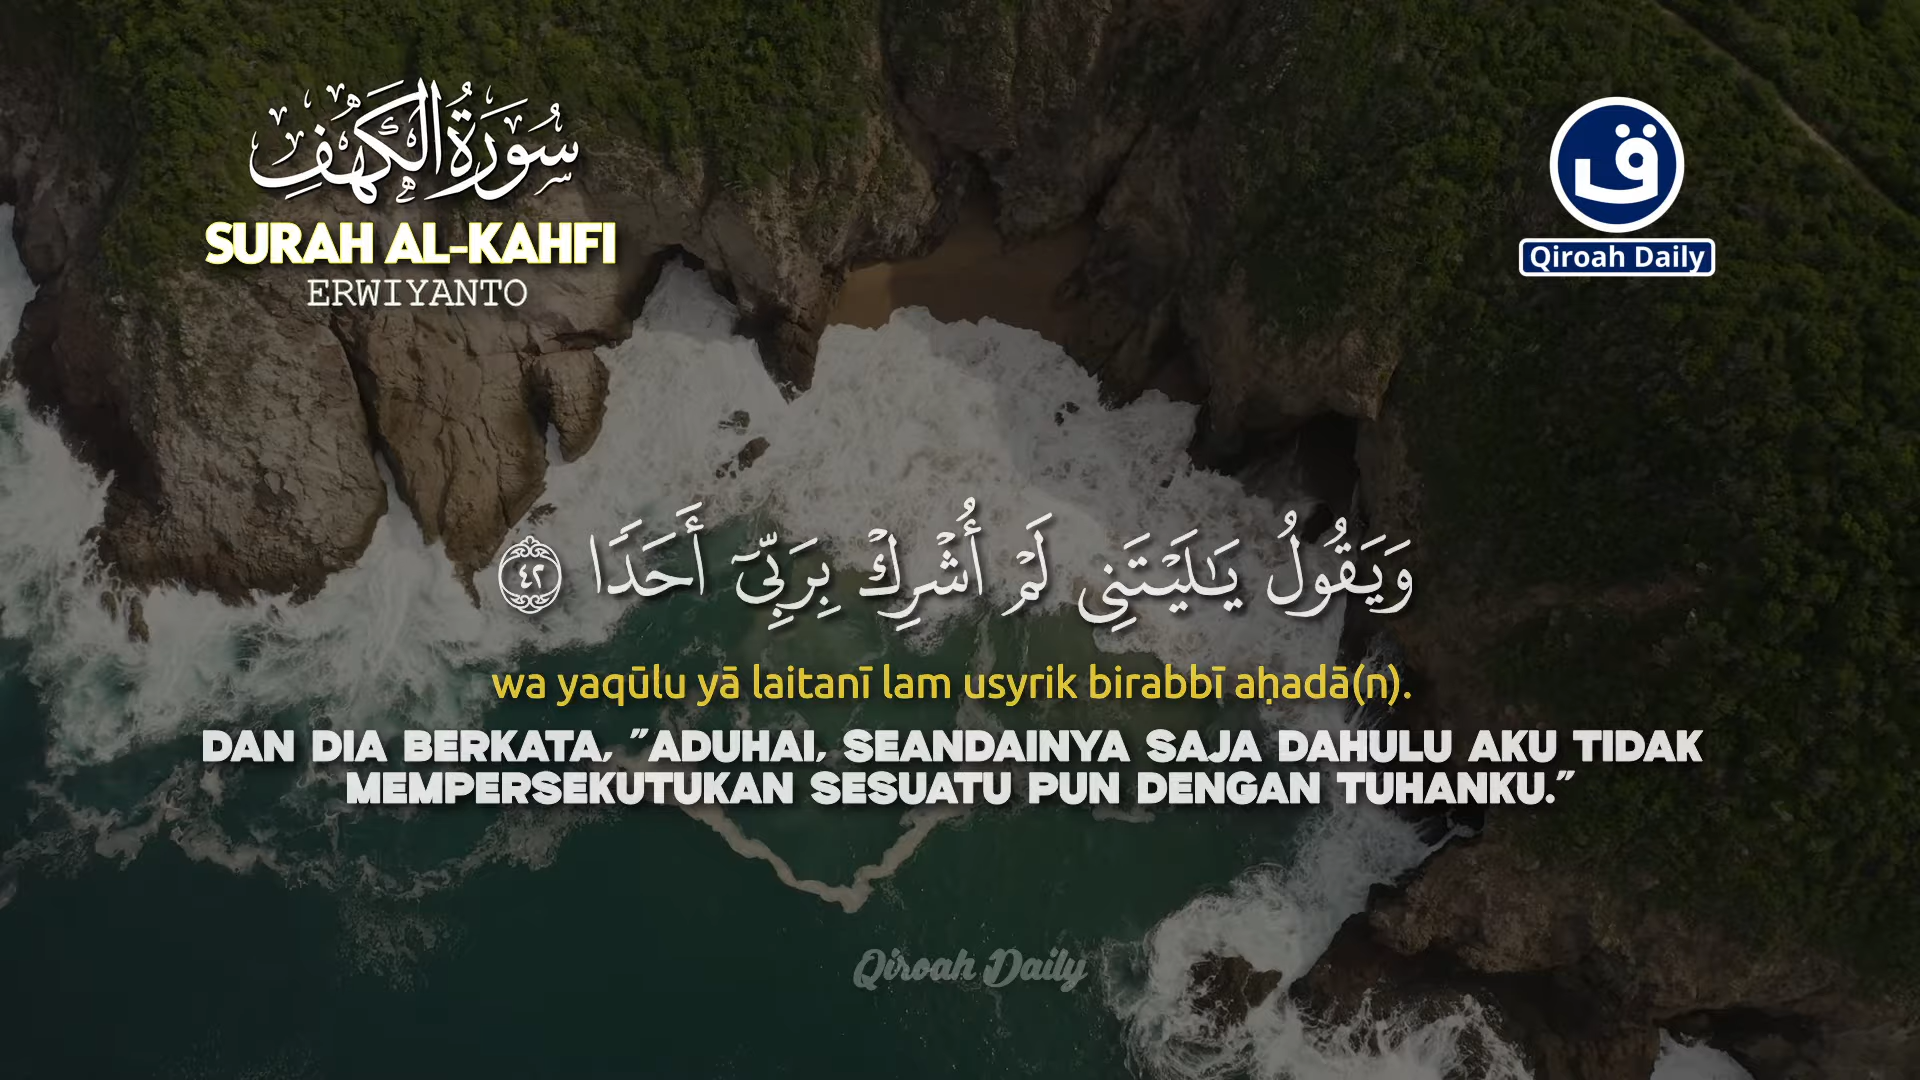 سُورَةُ الكَهْفِ
SURAH AL-KAHFI
ERWIYANTO
ق
Qiroah Daily
وَيَقُولُ يَـٰلَيْتَنِى لَمْ أُشْرِكْ بِرَبِّىٓ أَحَدًا ٤٢
wa yaqūlu yā laitanī lam usyrik birabbī aḥadā(n).
DAN DIA BERKATA, "ADUHAI, SEANDAINYA SAJA DAHULU AKU TIDAK
MEMPERSEKUTUKAN SESUATU PUN DENGAN TUHANKU."
Qiroah Daily